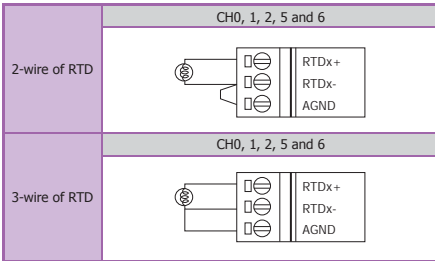 CH0, 1, 2, 5 and 6
2-wire of RTD
RTDx+
RTDx-
AGND
CH0, 1, 2, 5 and 6
3-wire of RTD
RTDx+
RTDx-
AGND